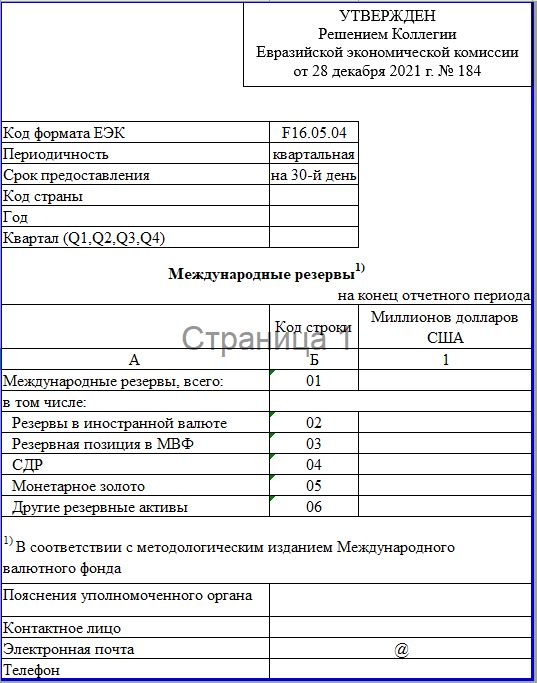 УТВЕРЖДЕН
Решением Коллегии
Евразийской экономической комиссии
от 28 декабря 2021 г. № 184
Код формата ЕЭК F16.05.04
Периодичность квартальная
Срок предоставления на 30-й день
Код страны
Год
Квартал (Q1,Q2,Q3,Q4)
Международные резервы1)
на конец отчетного периода
Код строки Миллионов долларов
США
Страница 1
А Б 1
Международные резервы, всего: 01
в том числе:
Резервы в иностранной валюте 02
Резервная позиция в МВФ 03
СДР 04
Монетарное золото 05
Другие резервные активы 06
1) В соответствии с методологическим изданием Международного
валютного фонда
Пояснения уполномоченного органа
Контактное лицо
Электронная почта @
Телефон